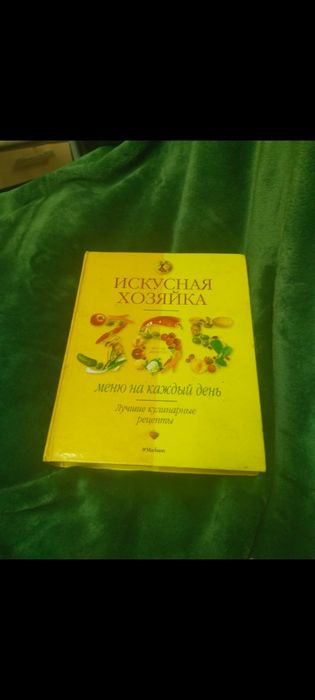 ИСКУСНАЯ
ХОЗЯЙКА
365
меню на каждый день
Лучшие кулинарные
рецепты